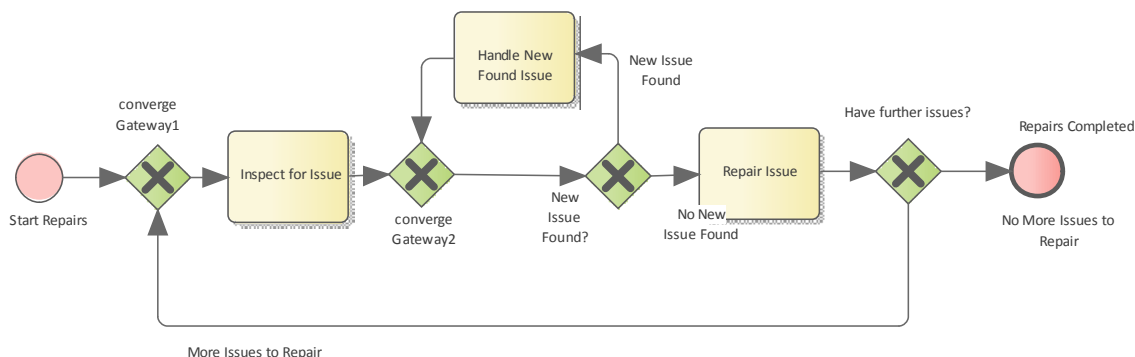 Handle New
Found Issue
New Issue
Found
converge
Gateway1
Have further issues?
Repairs Completed
Inspect for Issue
Repair Issue
Start Repairs
converge
Gateway2
New
Issue
Found?
No New
Issue Found
No More Issues to
Repair
More Issues to Repair